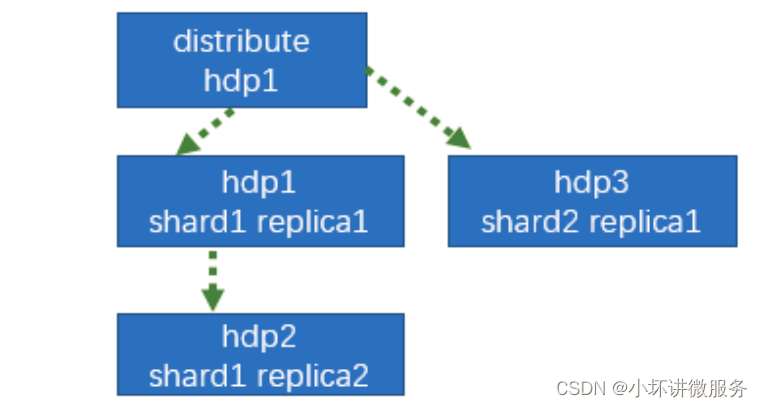 distribute
hdp1
hdp1
shard1 replica1
hdp3
shard2 replica1
hdp2
shard1 replica2
CSDN @小坏讲微服务